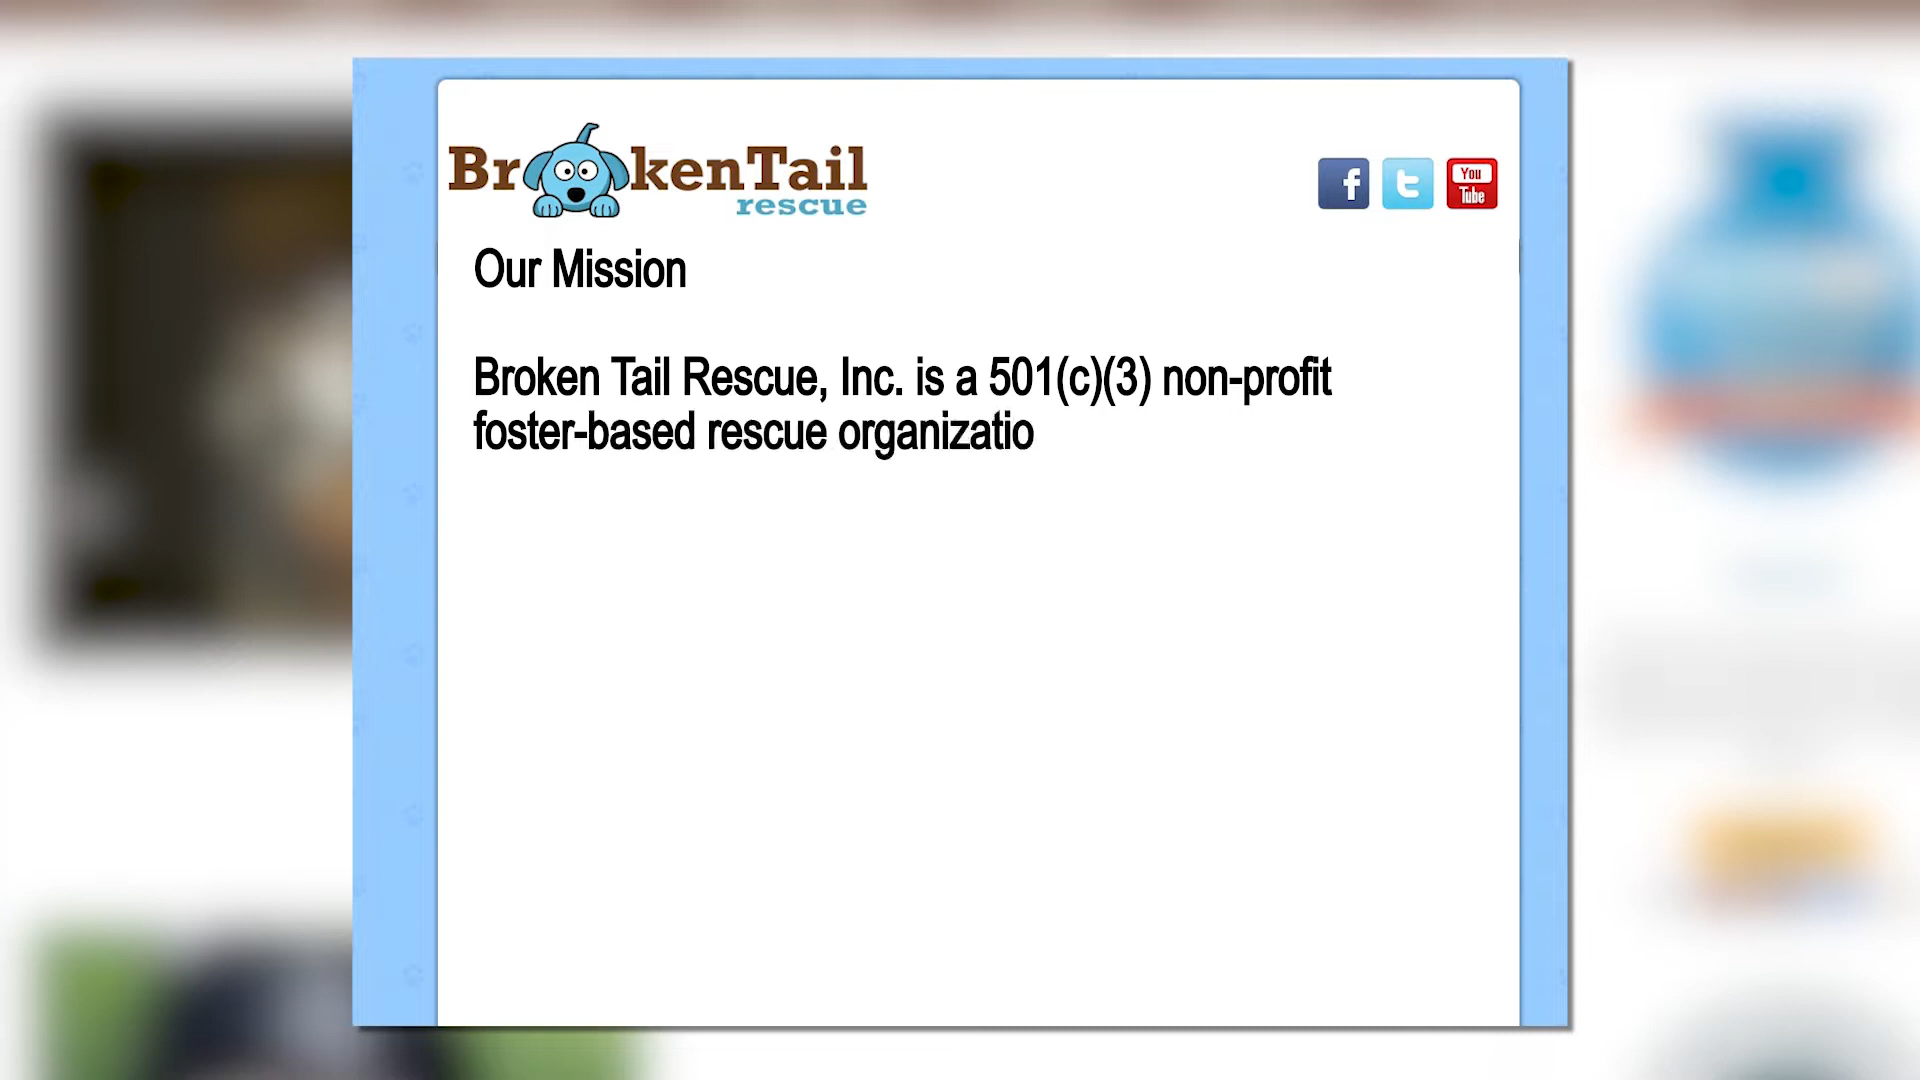 BrokenTail
rescue
f
t
You
Tube
Our Mission
Broken Tail Rescue, Inc. is a 501(c)(3) non-profit
foster-based rescue organizatio